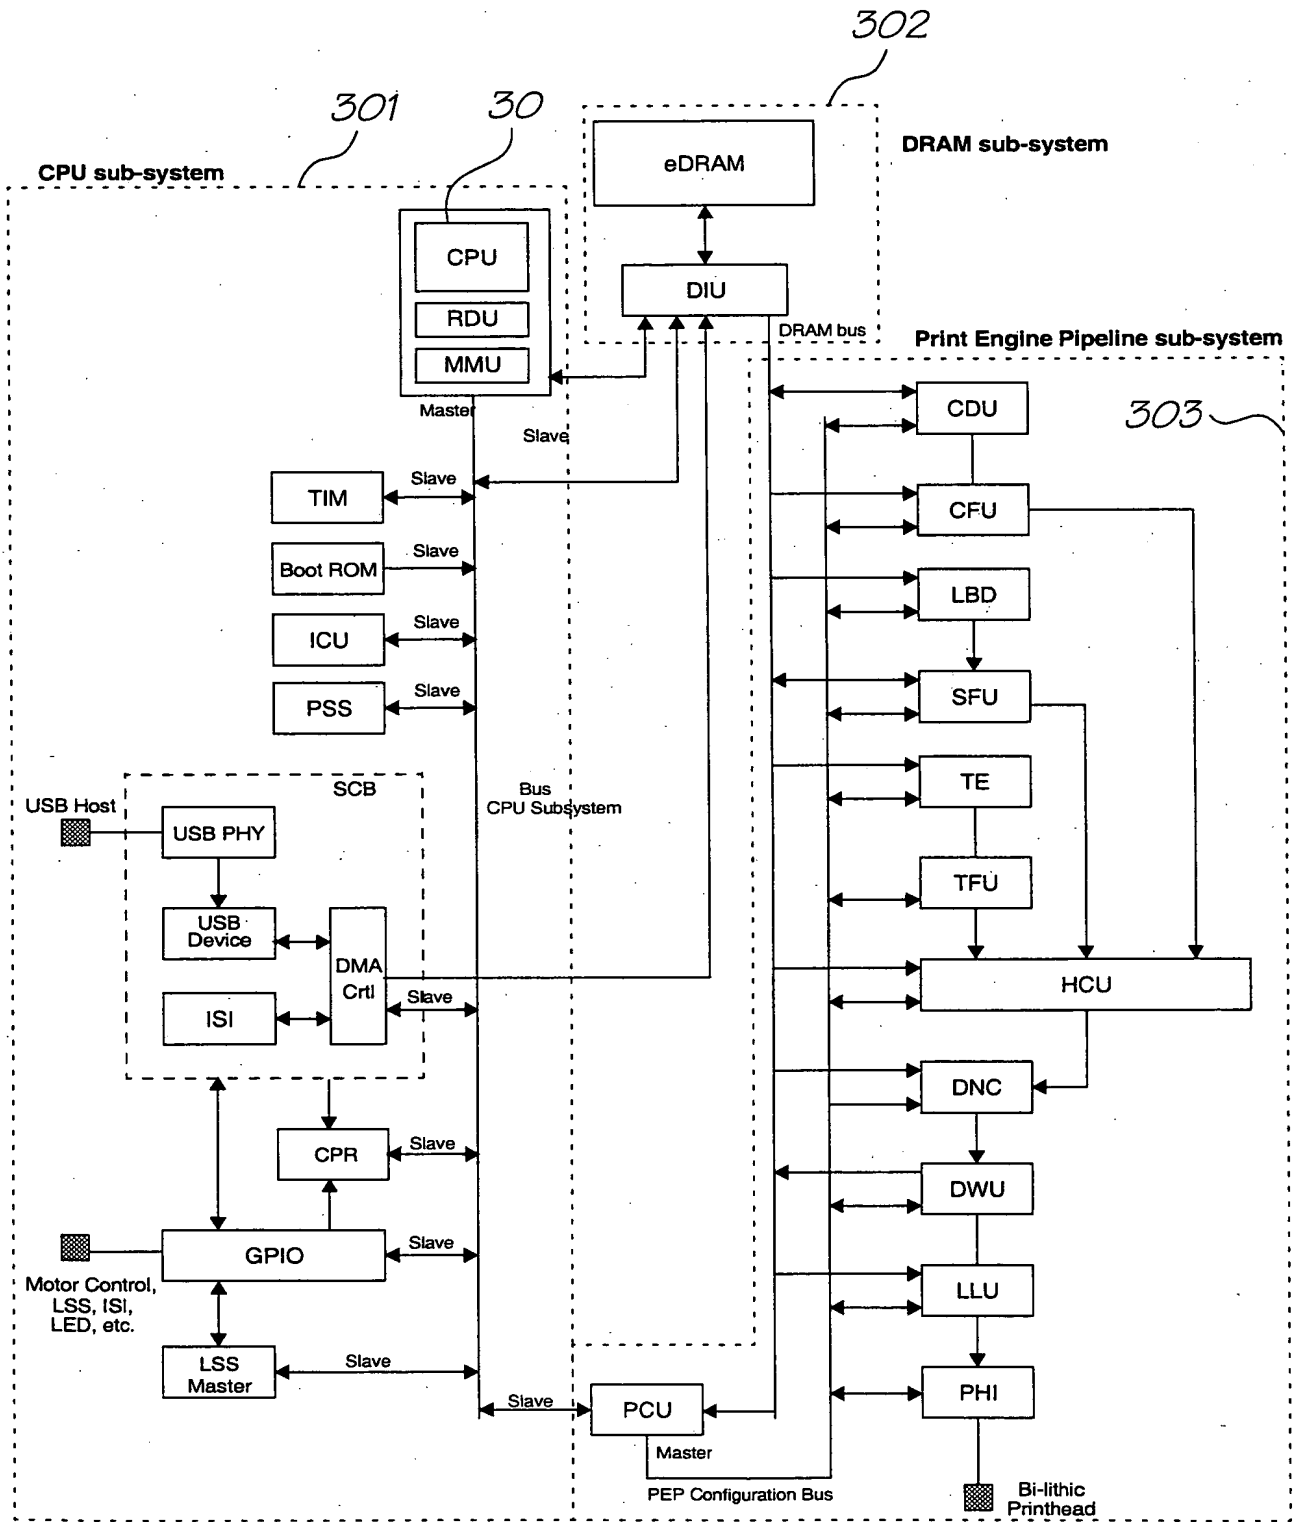 302
301
30
DRAM sub-system
CPU sub-system
eDRAM
CPU
RDU
MMU
DIU
DRAM bus
Print Engine Pipeline sub-system
303
Master
Slave
TIM
Slave
Boot ROM
Slave
ICU
Slave
PSS
Slave
SCB
Bus
CPU Subsystem
USB Host
USB PHY
USB
Device
DMA
Crtl
ISI
Slave
CPR
Slave
GPIO
Slave
Motor Control,
LSS, ISI,
LED, etc.
LSS
Master
Slave
Slave
PCU
Master
PEP Configuration Bus
CDU
CFU
LBD
SFU
TE
TFU
HCU
DNC
DWU
LLU
PHI
Bi-lithic
Printhead